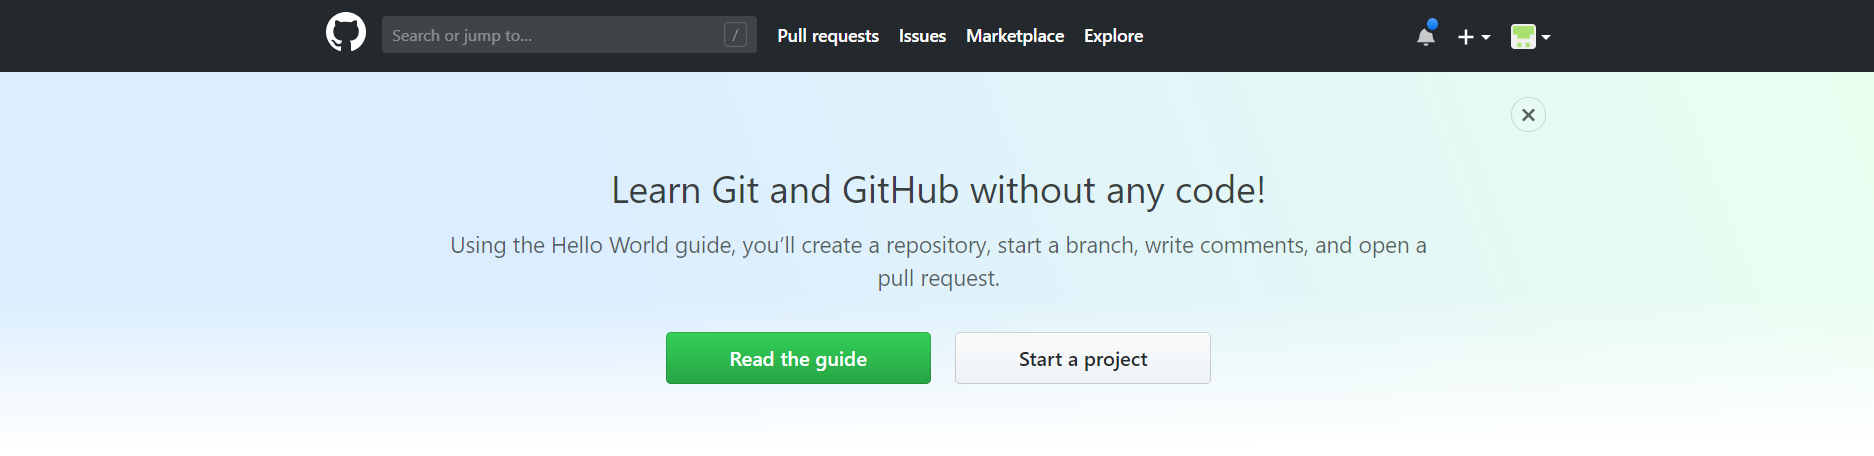 Search or jump to... /
Pull requests Issues Marketplace Explore
Learn Git and GitHub without any code!
Using the Hello World guide, you’ll create a repository, start a branch, write comments, and open a
pull request.
Read the guide
Start a project